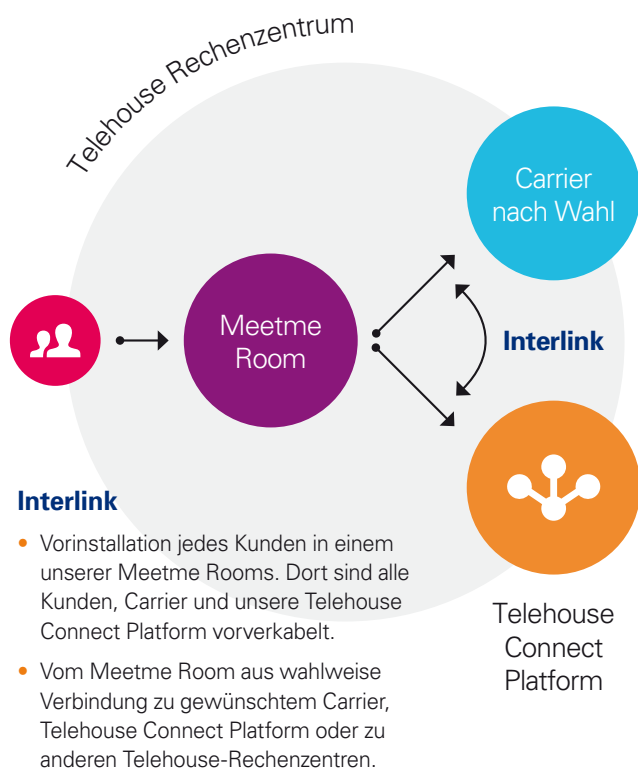 Telehouse Rechenzentrum
Carrier
nach Wahl
Meetme
Room
Interlink
Telehouse
Connect
Platform
Interlink
• Vorinstallation jedes Kunden in einem
unserer Meetme Rooms. Dort sind alle
Kunden, Carrier und unsere Telehouse
Connect Platform vorverkabelt.
• Vom Meetme Room aus wahlweise
Verbindung zu gewünschtem Carrier,
Telehouse Connect Platform oder zu
anderen Telehouse-Rechenzentren.